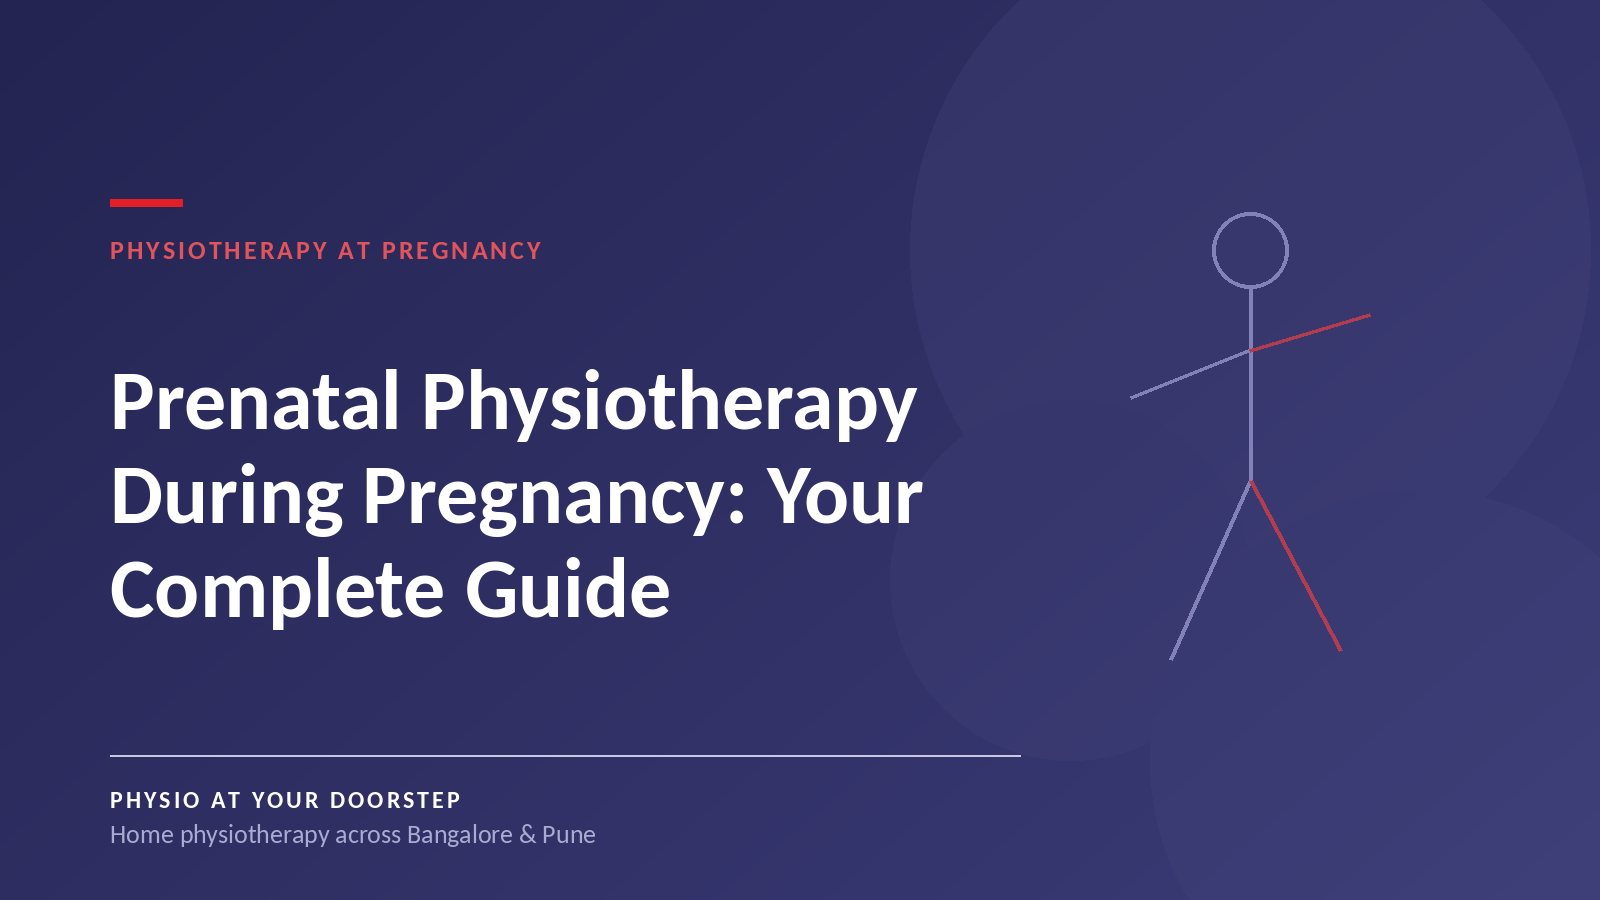 PHYSIOTHERAPY AT PREGNANCY
Prenatal Physiotherapy
During Pregnancy: Your
Complete Guide
PHYSIO AT YOUR DOORSTEP
Home physiotherapy across Bangalore & Pune